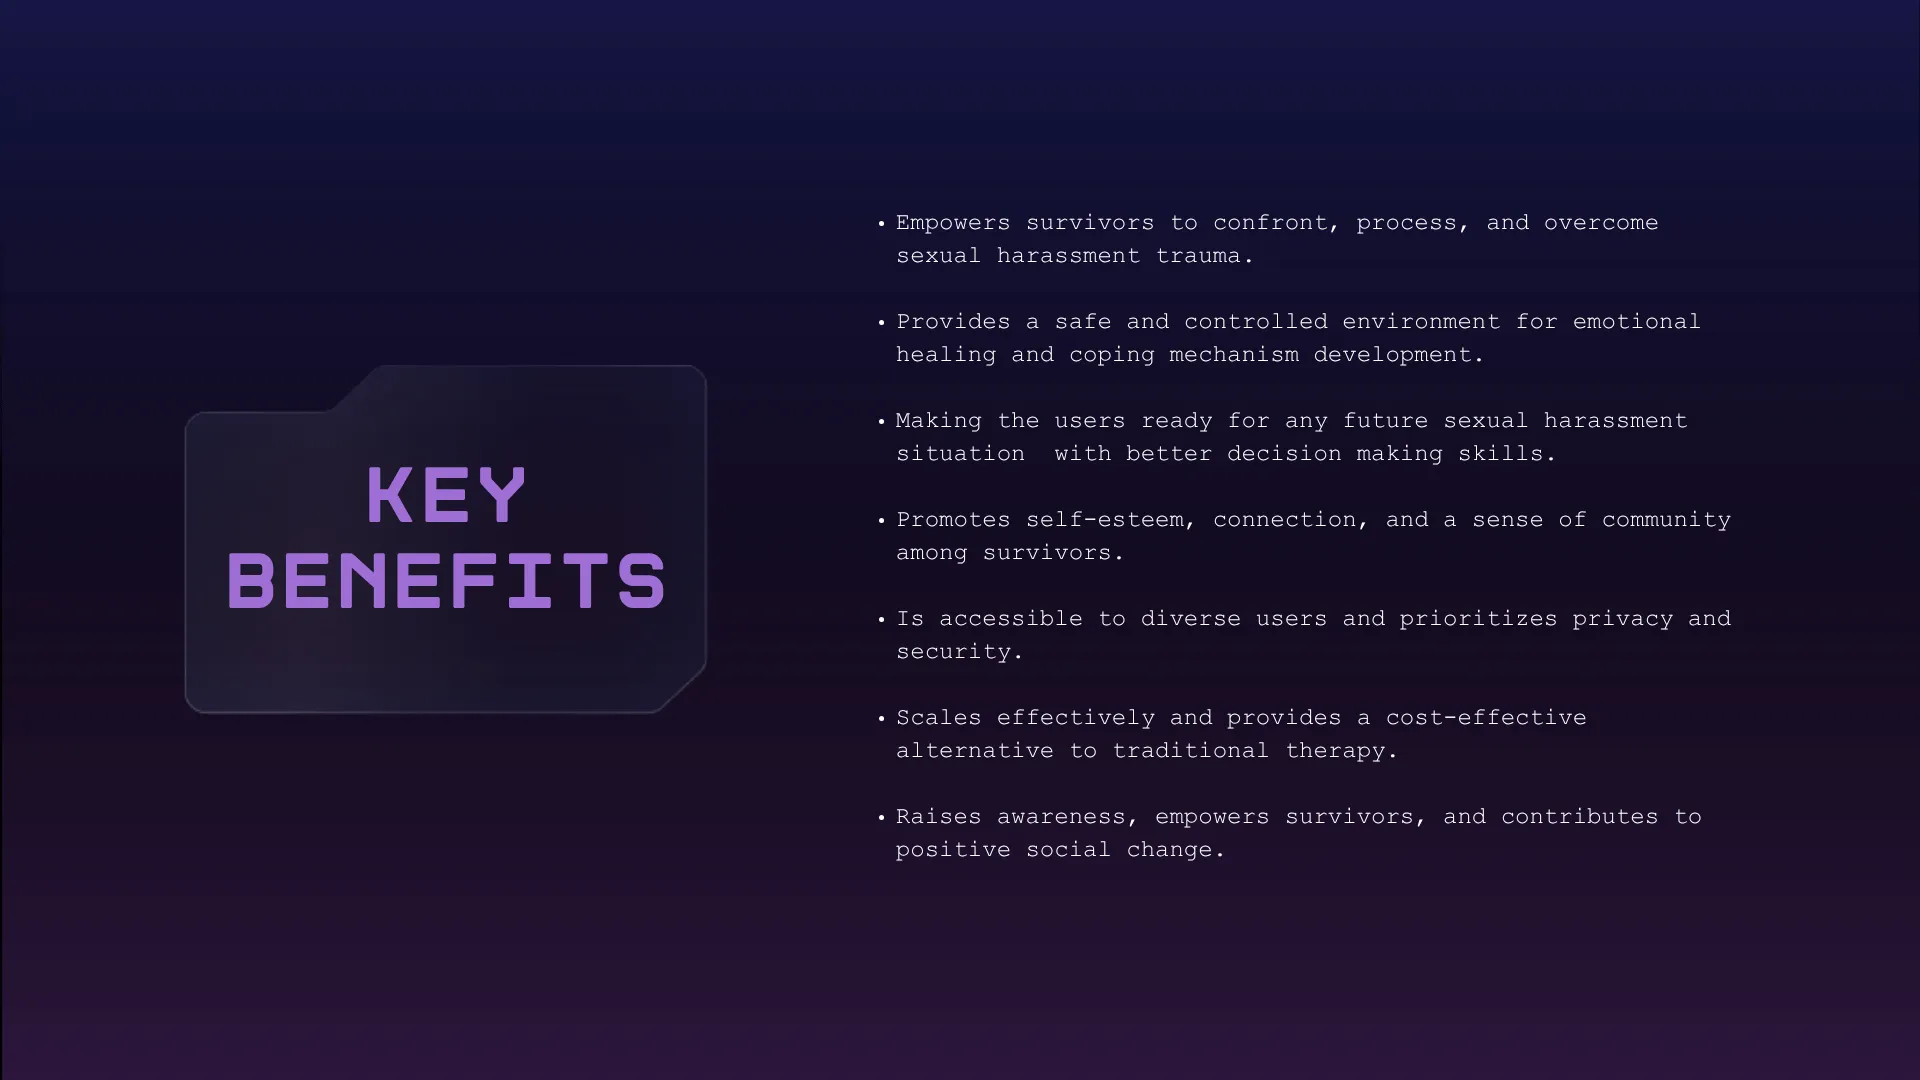 KEY
BENEFITS
• Empowers survivors to confront, process, and overcome
sexual harassment trauma.
• Provides a safe and controlled environment for emotional
healing and coping mechanism development.
• Making the users ready for any future sexual harassment
situation  with better decision making skills.
• Promotes self-esteem, connection, and a sense of community
among survivors.
• Is accessible to diverse users and prioritizes privacy and
security.
• Scales effectively and provides a cost-effective
alternative to traditional therapy.
• Raises awareness, empowers survivors, and contributes to
positive social change.